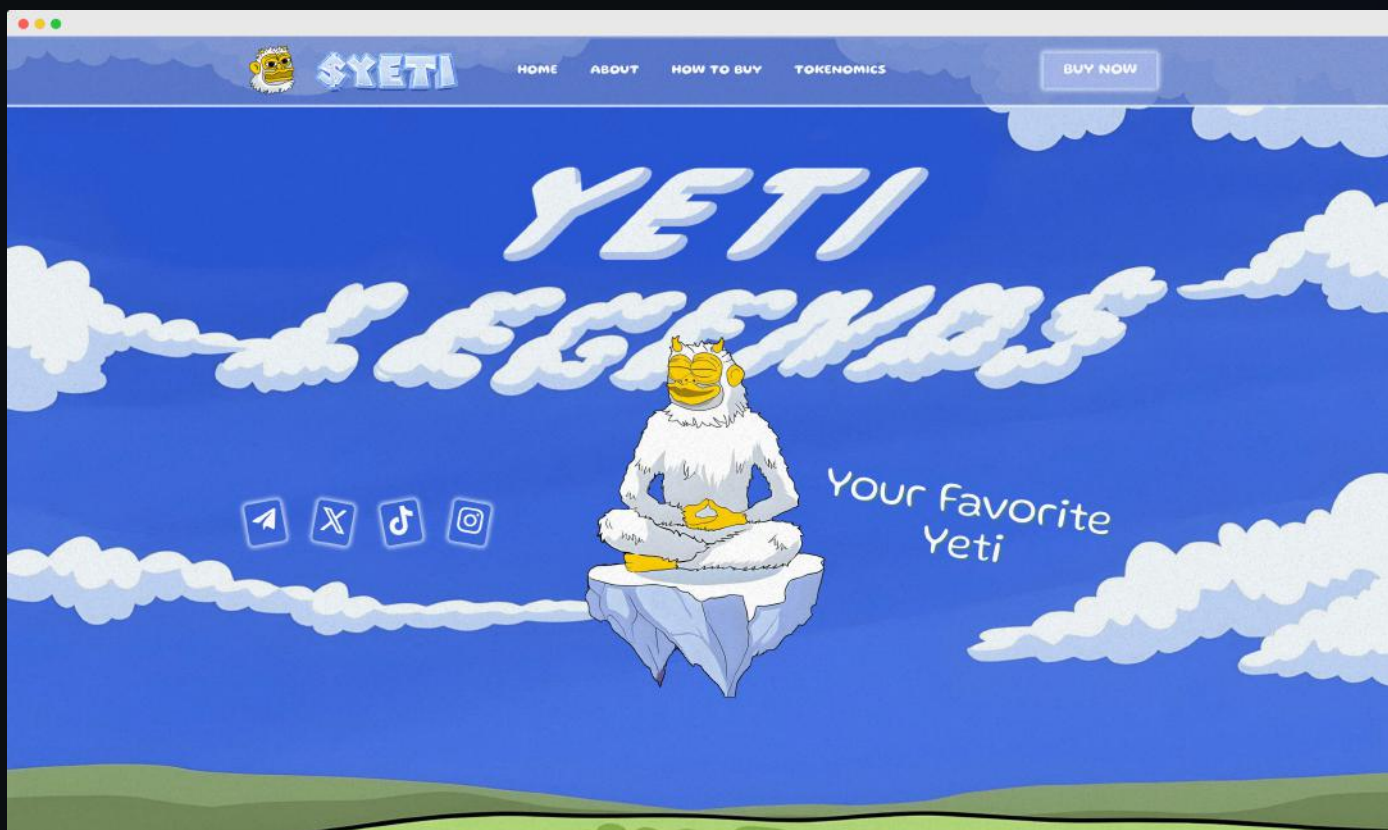 $YETI
HOME
ABOUT
HOW TO BUY
TOKENOMICS
BUY NOW
YETI
LEGENDS
Your Favorite
Yeti